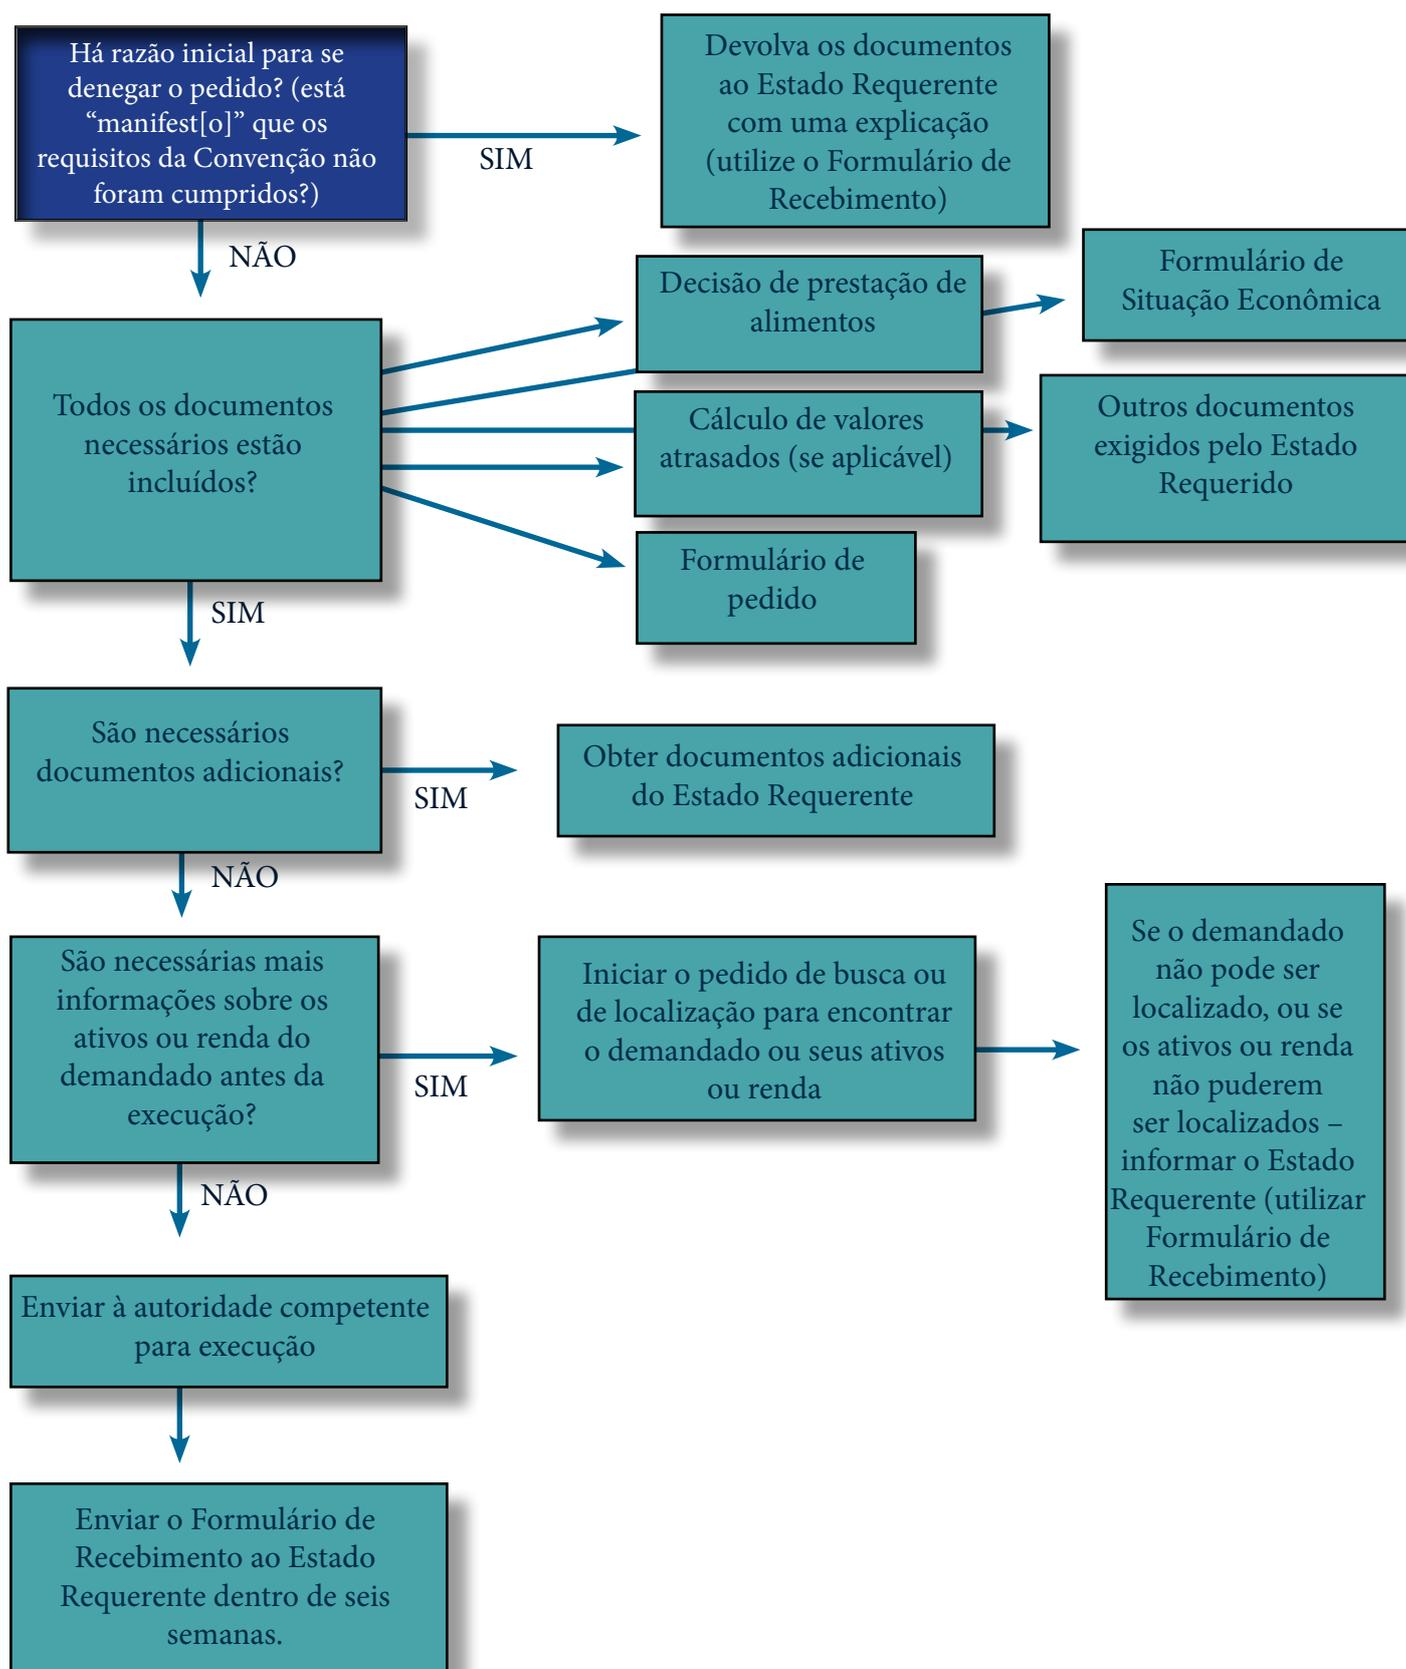 Há razão inicial para se
denegar o pedido? (está
“manifest[o]” que os
requisitos da Convenção não
foram cumpridos?)
SIM
Devolva os documentos
ao Estado Requerente
com uma explicação
(utilize o Formulário de
Recebimento)
NÃO
Todos os documentos
necessários estão
incluídos?
Decisão de prestação de
alimentos
Formulário de
Situação Econômica
Cálculo de valores
atrasados (se aplicável)
Outros documentos
exigidos pelo Estado
Requerido
Formulário de
pedido
SIM
São necessários
documentos adicionais?
SIM
Obter documentos adicionais
do Estado Requerente
NÃO
São necessárias mais
informações sobre os
ativos ou renda do
demandado antes da
execução?
SIM
Iniciar o pedido de busca ou
de localização para encontrar
o demandado ou seus ativos
ou renda
Se o demandado
não pode ser
localizado, ou se
os ativos ou renda
não puderem
ser localizados –
informar o Estado
Requerente (utilizar
Formulário de
Recebimento)
NÃO
Enviar à autoridade competente
para execução
Enviar o Formulário de
Recebimento ao Estado
Requerente dentro de seis
semanas.